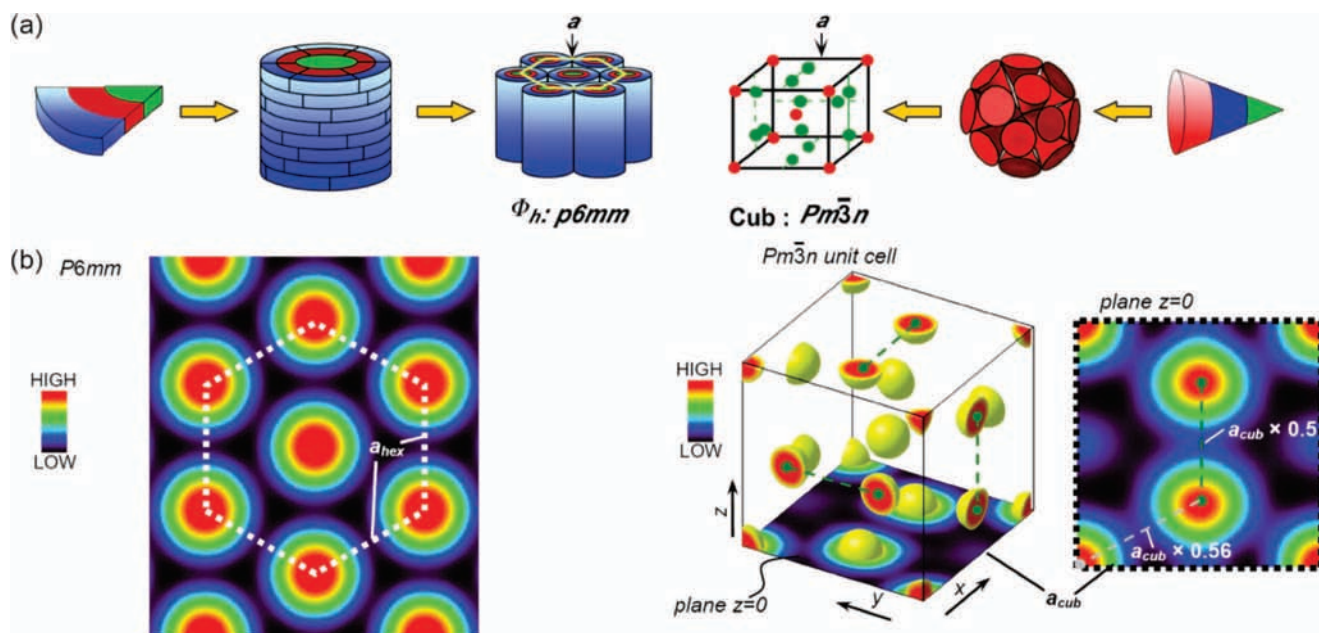 (a)
a
a
Φh: p6mm
Cub : Pm3̄n
(b)
P6mm
HIGH
LOW
ahex
Pm3̄n unit cell
HIGH
LOW
z
y
x
plane z=0
acub
plane z=0
acub × 0.5
acub × 0.56